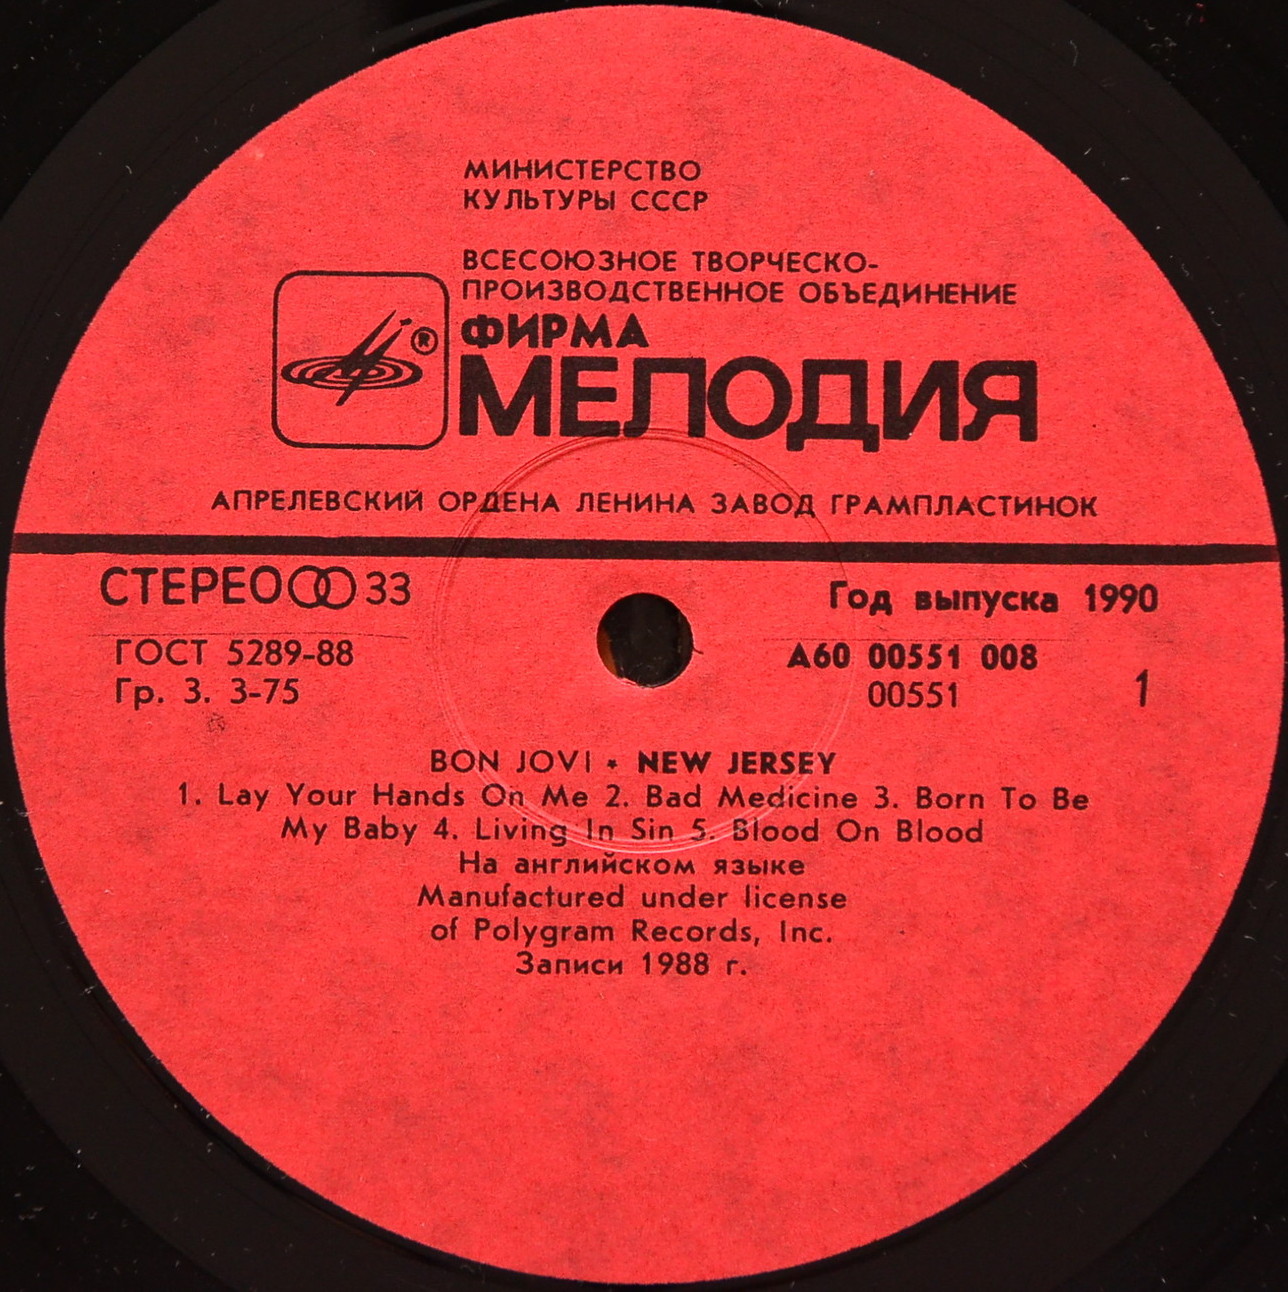 МИНИСТЕРСТВО
КУЛЬТУРЫ СССР
ВСЕСОЮЗНОЕ ТВОРЧЕСКО-
ПРОИЗВОДСТВЕННОЕ ОБЪЕДИНЕНИЕ
ФИРМА
®
МЕЛОДИЯ
АПРЕЛЕВСКИЙ ОРДЕНА ЛЕНИНА ЗАВОД ГРАМПЛАСТИНОК
СТЕРЕО 33
Год выпуска 1990
ГОСТ 5289-88
А60 00551 008
Гр. 3. 3-75
00551
1
BON JOVI * NEW JERSEY
1. Lay Your Hands On Me 2. Bad Medicine 3. Born To Be
My Baby 4. Living In Sin 5. Blood On Blood
На английском языке
Manufactured under license
of Polygram Records, Inc.
Записи 1988 г.